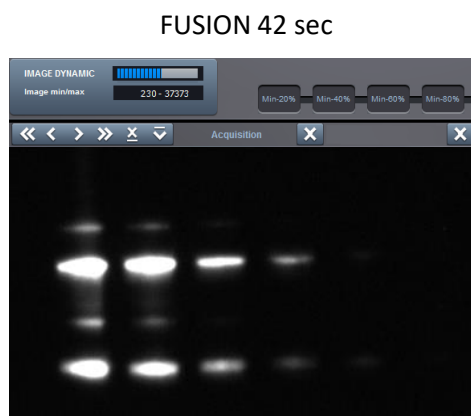 FUSION 42 sec
IMAGE DYNAMIC
Image min/max 230 - 37373
Min-20% Min-40% Min-60% Min-80%
Acquisition